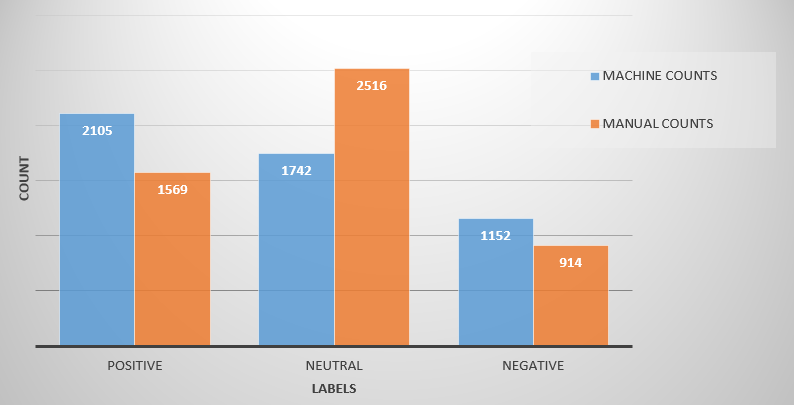 MACHINE COUNTS
MANUAL COUNTS
COUNT
2105
1569
1742
2516
1152
914
POSITIVE
NEUTRAL
NEGATIVE
LABELS